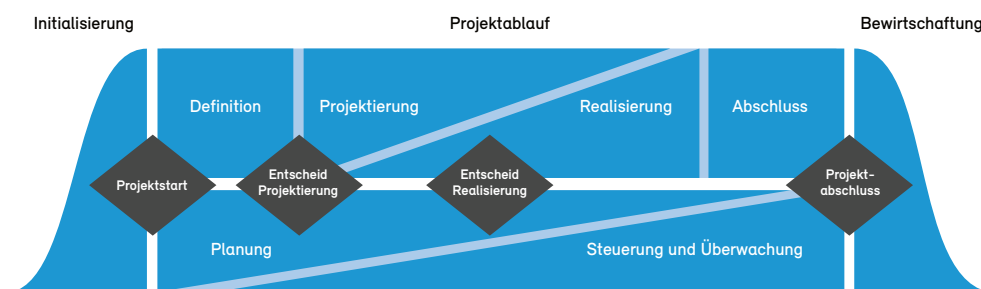 Initialisierung
Projektablauf
Bewirtschaftung
Definition
Projektierung
Realisierung
Abschluss
Projektstart
Entscheid
Projektierung
Entscheid
Realisierung
Projekt-
abschluss
Planung
Steuerung und Überwachung